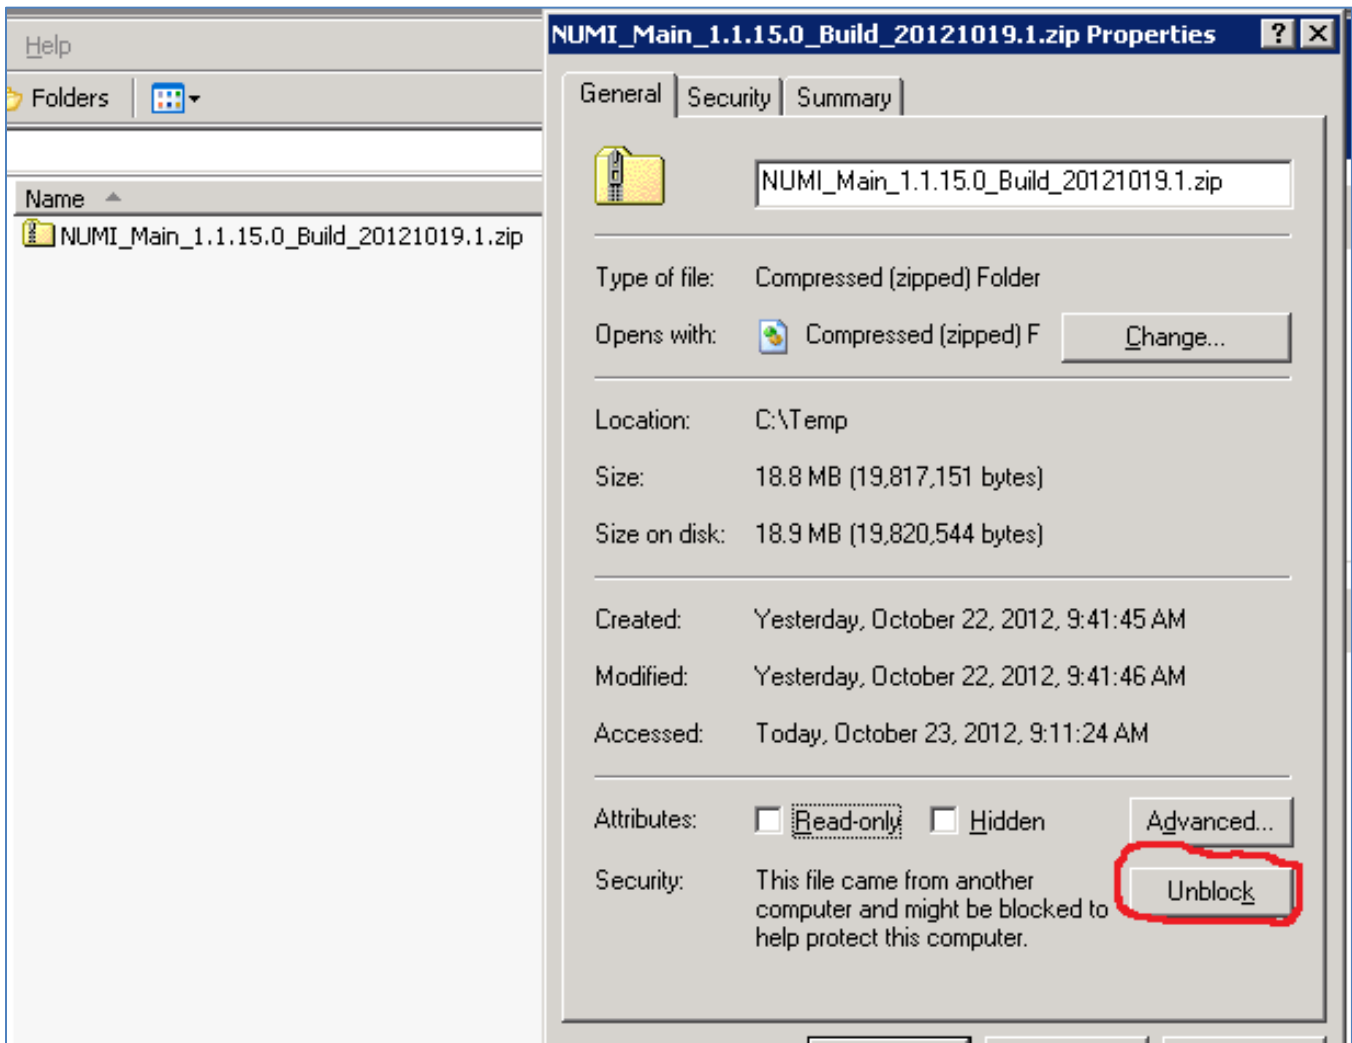 Help
Folders
Name
NUMI_Main_1.1.15.0_Build_20121019.1.zip
NUMI_Main_1.1.15.0_Build_20121019.1.zip Properties
General Security Summary
NUMI_Main_1.1.15.0_Build_20121019.1.zip
Type of file: Compressed (zipped) Folder
Opens with: Compressed (zipped) F Change...
Location: C:\Temp
Size: 18.8 MB (19,817,151 bytes)
Size on disk: 18.9 MB (19,820,544 bytes)
Created: Yesterday, October 22, 2012, 9:41:45 AM
Modified: Yesterday, October 22, 2012, 9:41:46 AM
Accessed: Today, October 23, 2012, 9:11:24 AM
Attributes: Read-only Hidden Advanced...
Security: This file came from another
computer and might be blocked to
help protect this computer.
Unblock